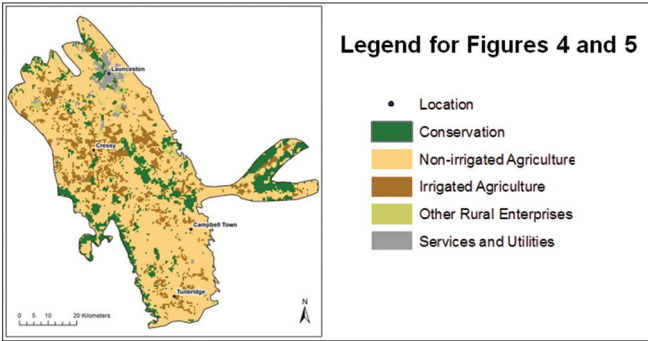 Launceston
Cressy
Campbell Town
Tunbridge
0 5 10 20 Kilometers
N
Legend for Figures 4 and 5
Location
Conservation
Non-irrigated Agriculture
Irrigated Agriculture
Other Rural Enterprises
Services and Utilities